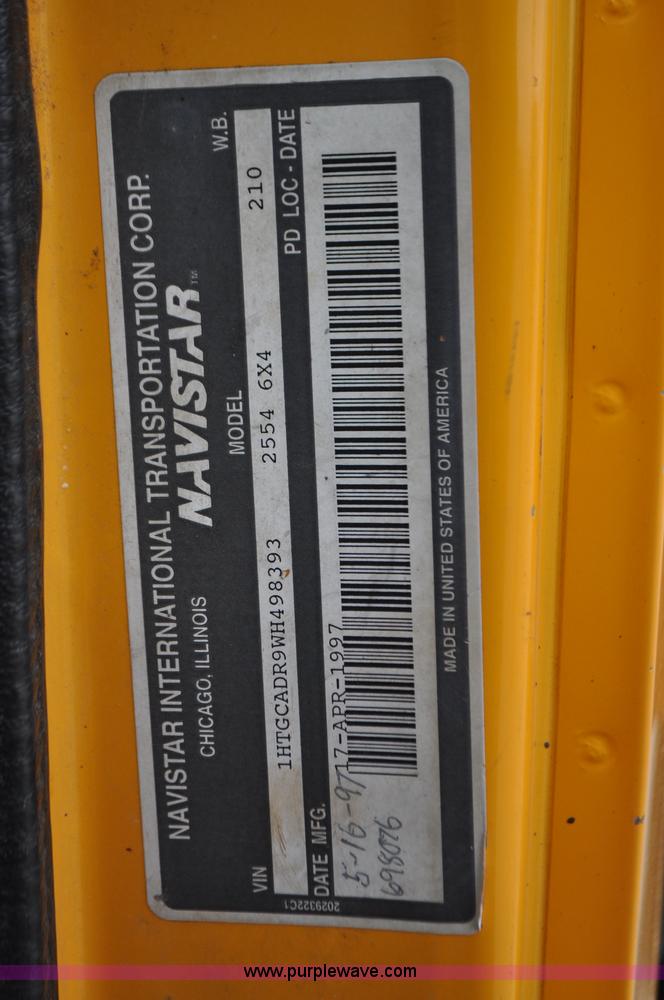 NAVISTAR INTERNATIONAL TRANSPORTATION CORP.
CHICAGO, ILLINOIS NAVISTAR™
VIN MODEL W.B.
1HTGCADR9WH498393 2554 6X4 210
DATE MFG. PD LOC - DATE
17-APR-1997
5-16-97
698076
MADE IN UNITED STATES OF AMERICA
2029322C1
www.purplewave.com